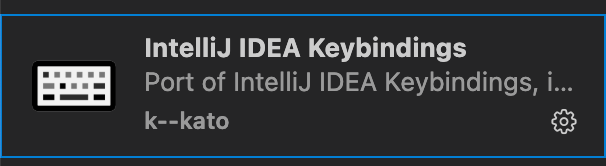 IntelliJ IDEA Keybindings
Port of IntelliJ IDEA Keybindings, i...
k--kato